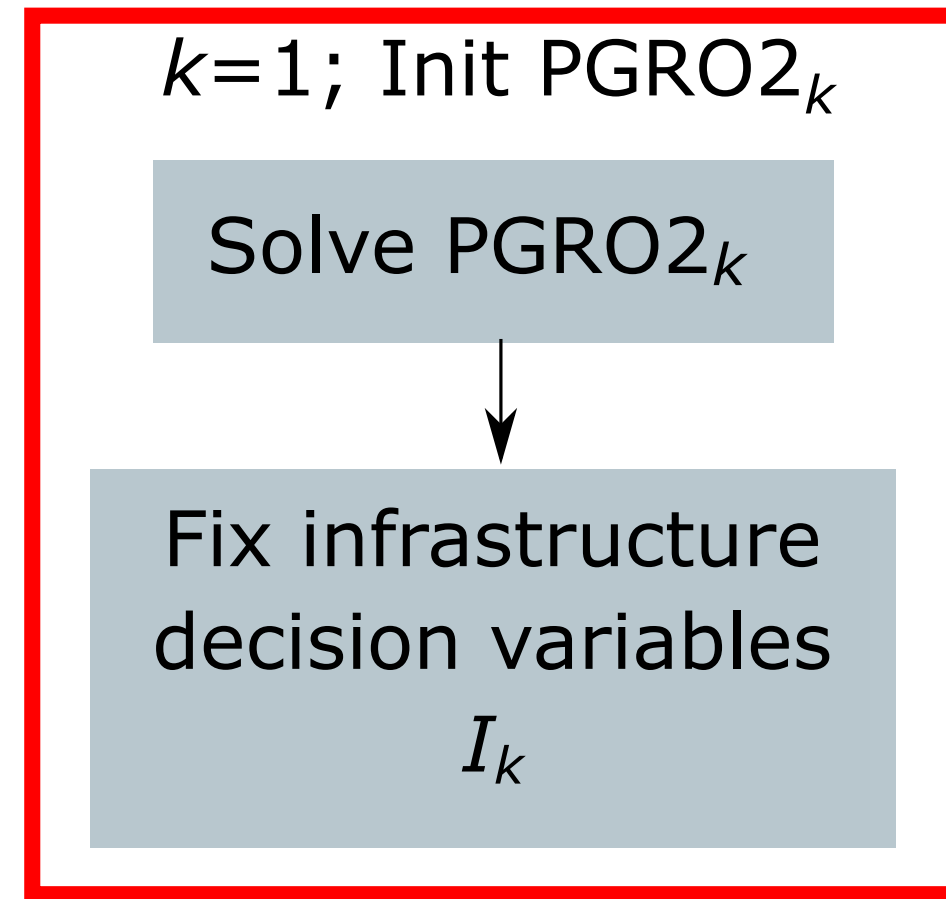 k=1; Init PGRO2k
Solve PGRO2k
Fix infrastructure
decision variables
Ik